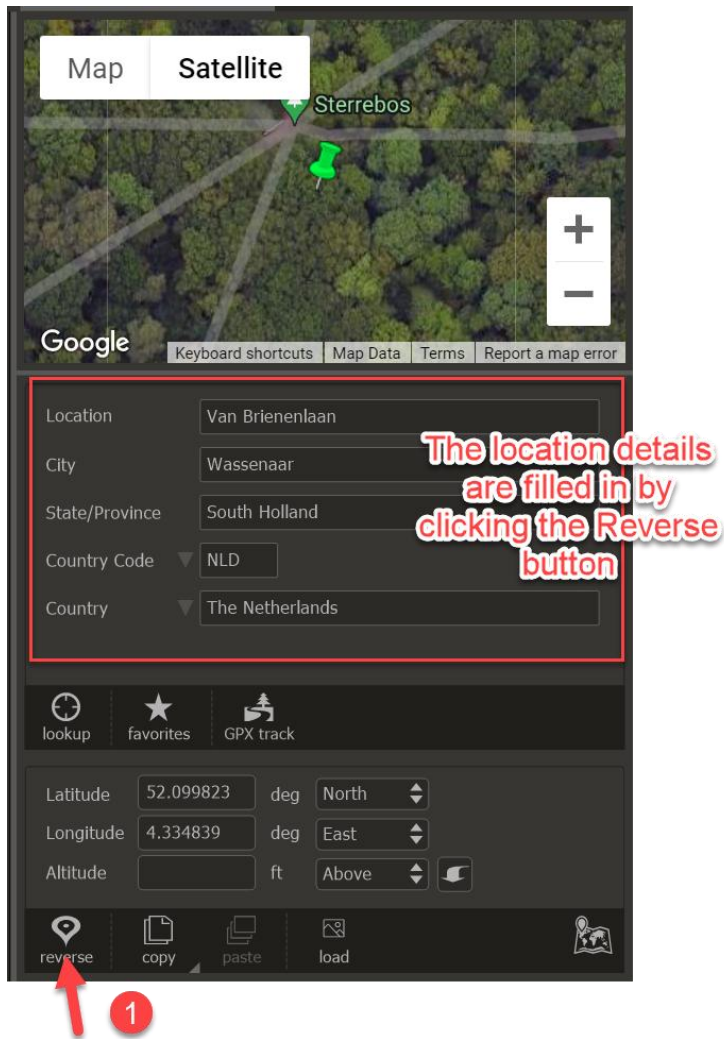 Map Satellite
Sterrebos
+
−
Google
Keyboard shortcuts Map Data Terms Report a map error
Location Van Brienenlaan
City Wassenaar
State/Province South Holland
Country Code NLD
Country The Netherlands
The location details
are filled in by
clicking the Reverse
button
lookup favorites GPX track
Latitude 52.099823 deg North
Longitude 4.334839 deg East
Altitude ft Above
reverse copy paste load
1